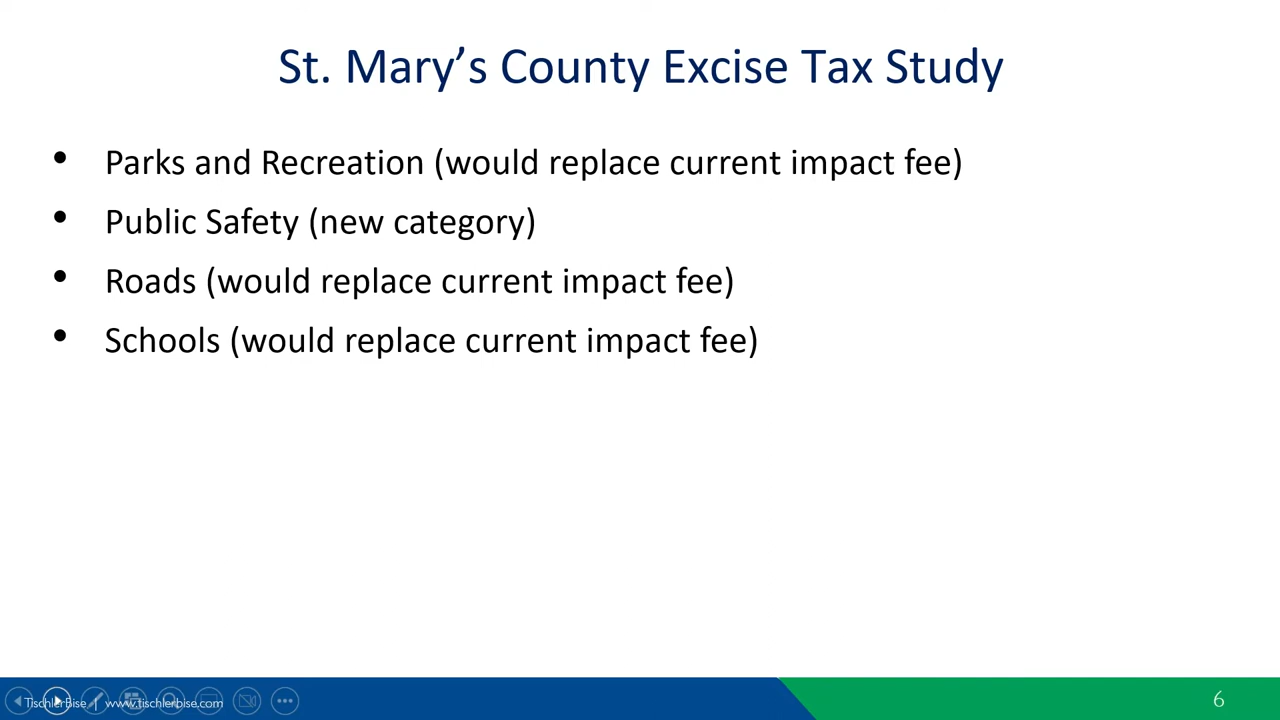 St. Mary’s County Excise Tax Study
• Parks and Recreation (would replace current impact fee)
• Public Safety (new category)
• Roads (would replace current impact fee)
• Schools (would replace current impact fee)
TischlerBise | www.tischlerbise.com
6